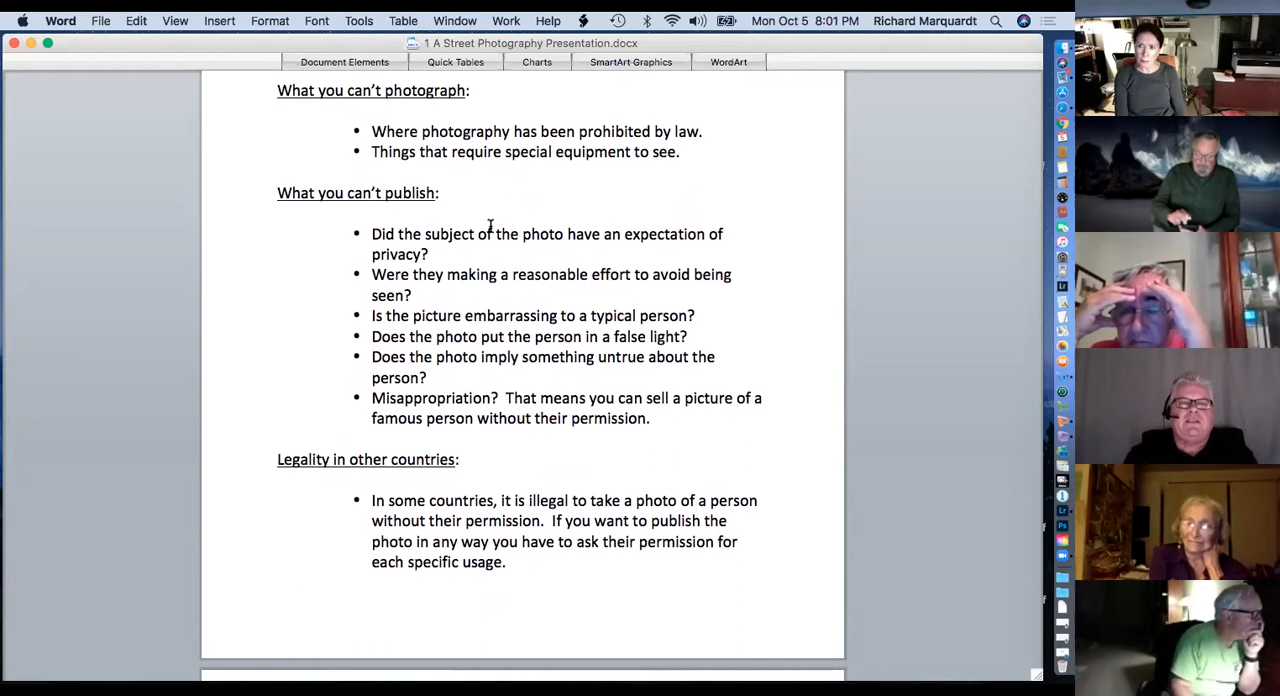 Word File Edit View Insert Format Font Tools Table Window Work Help Mon Oct 5 8:01 PM Richard Marquardt
1 A Street Photography Presentation.docx
Document Elements Quick Tables Charts SmartArt Graphics WordArt
What you can't photograph:
• Where photography has been prohibited by law.
• Things that require special equipment to see.
What you can't publish:
• Did the subject of the photo have an expectation of
privacy?
• Were they making a reasonable effort to avoid being
seen?
• Is the picture embarrassing to a typical person?
• Does the photo put the person in a false light?
• Does the photo imply something untrue about the
person?
• Misappropriation?  That means you can sell a picture of a
famous person without their permission.
Legality in other countries:
• In some countries, it is illegal to take a photo of a person
without their permission.  If you want to publish the
photo in any way you have to ask their permission for
each specific usage.
Lr
Lr
Ps